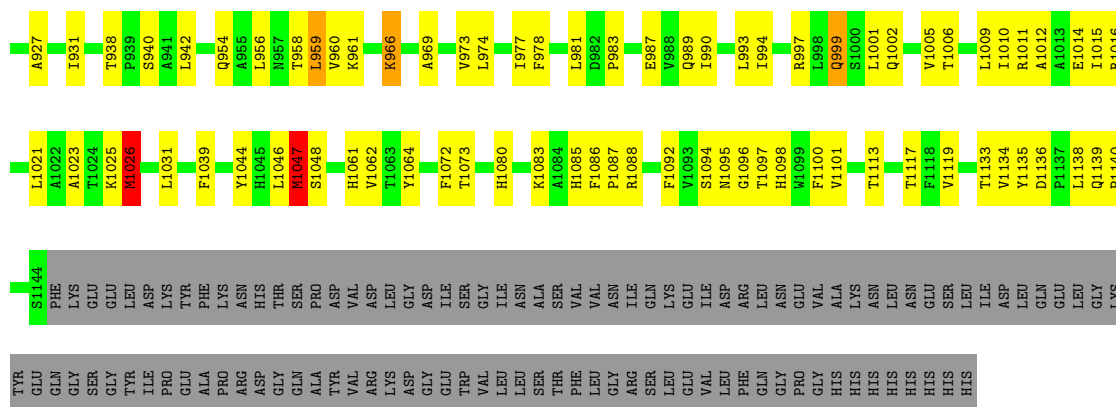 A927 I931 T938 P939 S940 A941 L942 Q954 A955 L956 N957 T958 L959 V960 K961 K966 A969 V973 L974 I977 F978 L981 D982 P983 E987 V988 Q989 I990 L993 I994 R997 L998 Q999 S1000 L1001 Q1002 V1005 T1006 L1009 I1010 R1011 A1012 A1013 E1014 I1015 R1016
L1021 A1022 A1023 T1024 K1025 M1026 L1031 F1039 Y1044 H1045 L1046 M1047 S1048 H1061 V1062 T1063 Y1064 F1072 T1073 H1080 K1083 A1084 H1085 F1086 P1087 R1088 F1092 V1093 S1094 N1095 G1096 T1097 H1098 W1099 F1100 V1101 T1113 T1117 F1118 V1119 T1133 V1134 Y1135 D1136 P1137 L1138 Q1139 P1140
S1144 PHE LYS GLU GLU LEU ASP LYS TYR PHE LYS ASN HIS THR SER PRO ASP VAL ASP LEU GLY ASP ILE SER GLY ILE ASN ALA SER VAL VAL ASN ILE GLN LYS GLU ILE ASP ARG LEU ASN GLU VAL ALA LYS ASN LEU ASN GLU SER LEU ILE ASP LEU GLN GLU LEU GLY LYS
TYR GLU GLN GLY SER GLY TYR ILE PRO GLU ALA PRO ARG ASP GLY GLN ALA TYR VAL ARG LYS ASP GLY GLU TRP VAL LEU LEU SER THR PHE LEU GLY ARG SER LEU GLU VAL LEU PHE GLN GLY PRO GLY HIS HIS HIS HIS HIS HIS HIS HIS